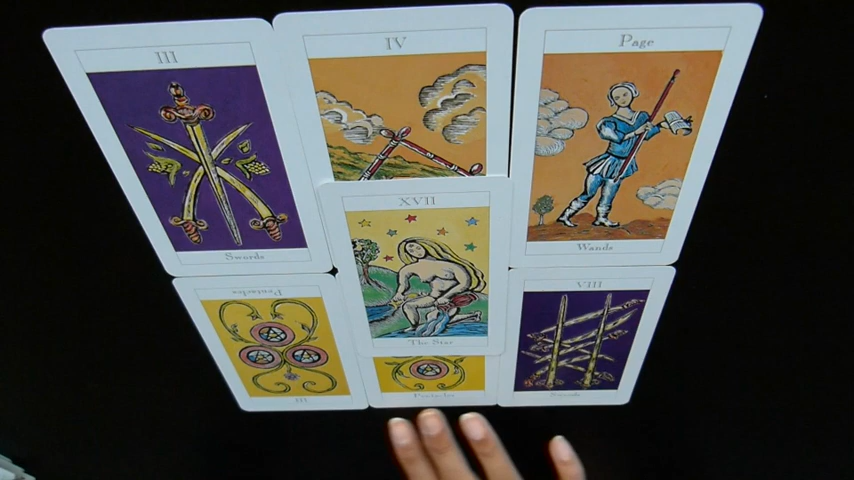 III
IV
Page
XVII
Swords
Wands
Pentacles
VIII
The Star
III
Pentacles
Swords